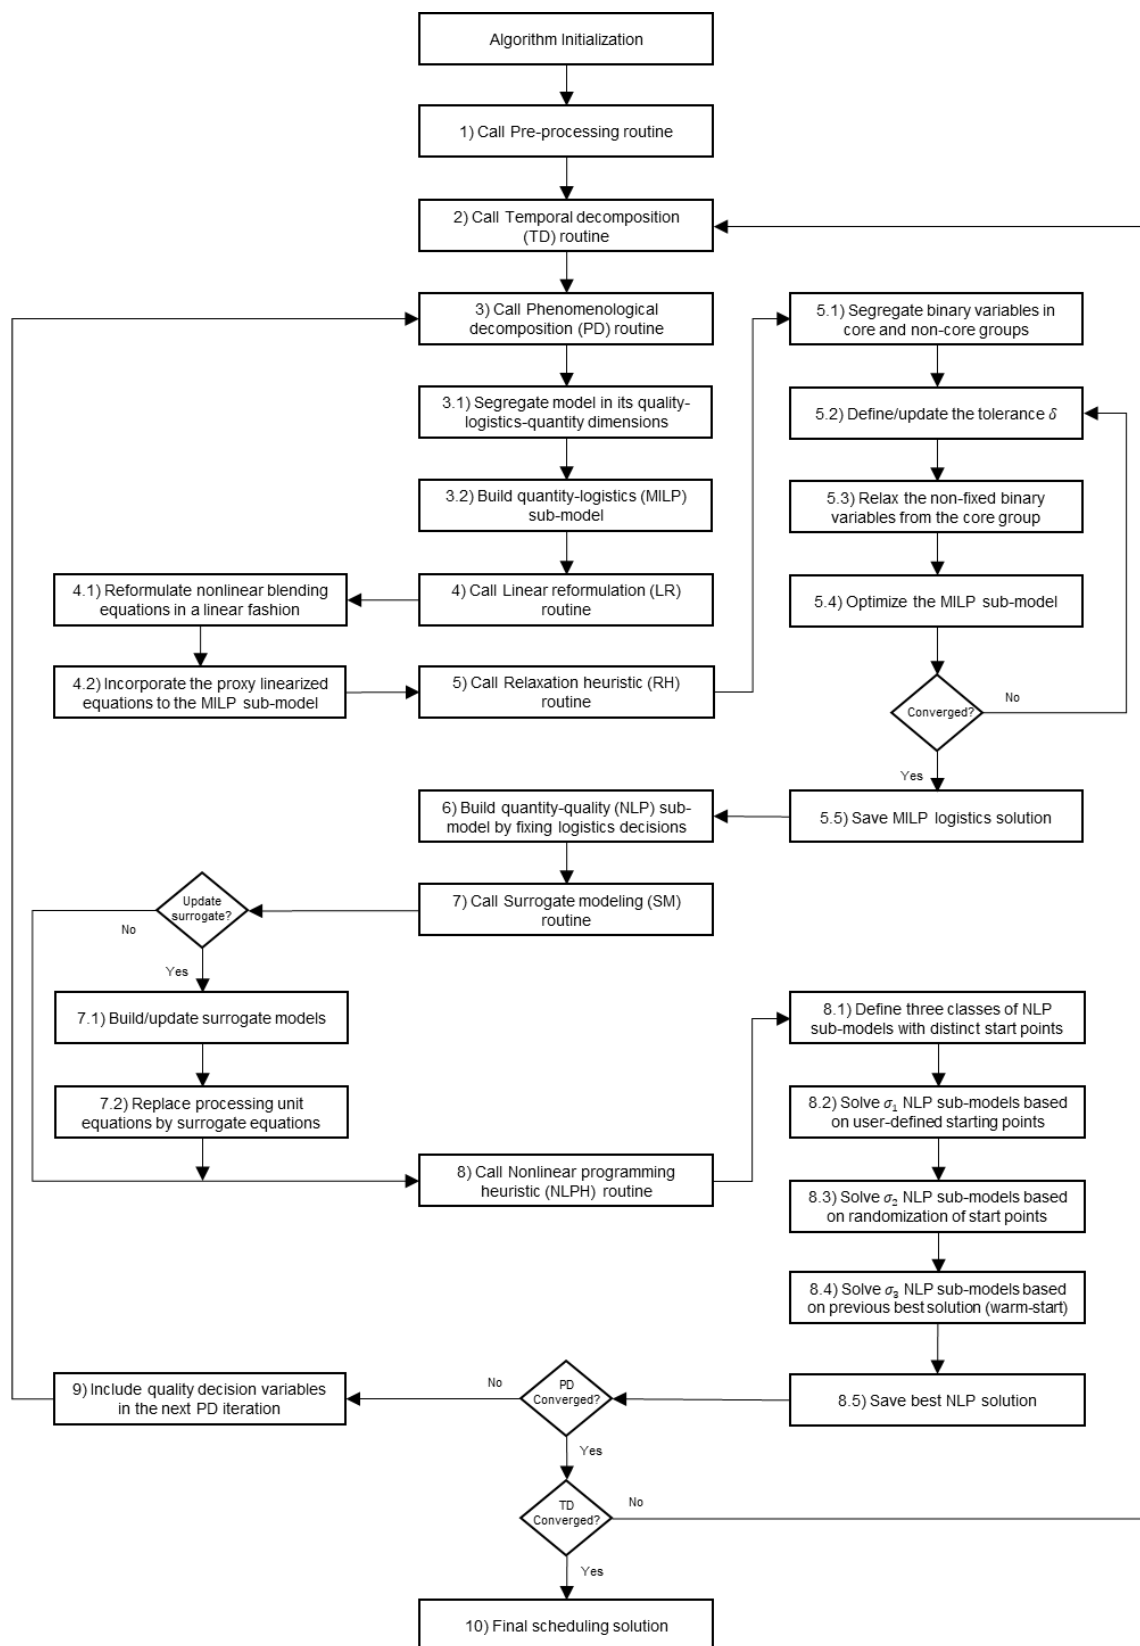 Algorithm Initialization
1) Call Pre-processing routine
2) Call Temporal decomposition
(TD) routine
3) Call Phenomenological
decomposition (PD) routine
3.1) Segregate model in its quality-
logistics-quantity dimensions
3.2) Build quantity-logistics (MILP)
sub-model
4) Call Linear reformulation (LR)
routine
4.1) Reformulate nonlinear blending
equations in a linear fashion
4.2) Incorporate the proxy linearized
equations to the MILP sub-model
5) Call Relaxation heuristic (RH)
routine
5.1) Segregate binary variables in
core and non-core groups
5.2) Define/update the tolerance δ
5.3) Relax the non-fixed binary
variables from the core group
5.4) Optimize the MILP sub-model
Converged?
No
Yes
5.5) Save MILP logistics solution
6) Build quantity-quality (NLP) sub-
model by fixing logistics decisions
7) Call Surrogate modeling (SM)
routine
Update
surrogate?
No
Yes
7.1) Build/update surrogate models
7.2) Replace processing unit
equations by surrogate equations
8) Call Nonlinear programming
heuristic (NLPH) routine
8.1) Define three classes of NLP
sub-models with distinct start points
8.2) Solve σ₁ NLP sub-models based
on user-defined starting points
8.3) Solve σ₂ NLP sub-models based
on randomization of start points
8.4) Solve σ₃ NLP sub-models based
on previous best solution (warm-start)
8.5) Save best NLP solution
PD
Converged?
No
Yes
9) Include quality decision variables
in the next PD iteration
TD
Converged?
No
Yes
10) Final scheduling solution